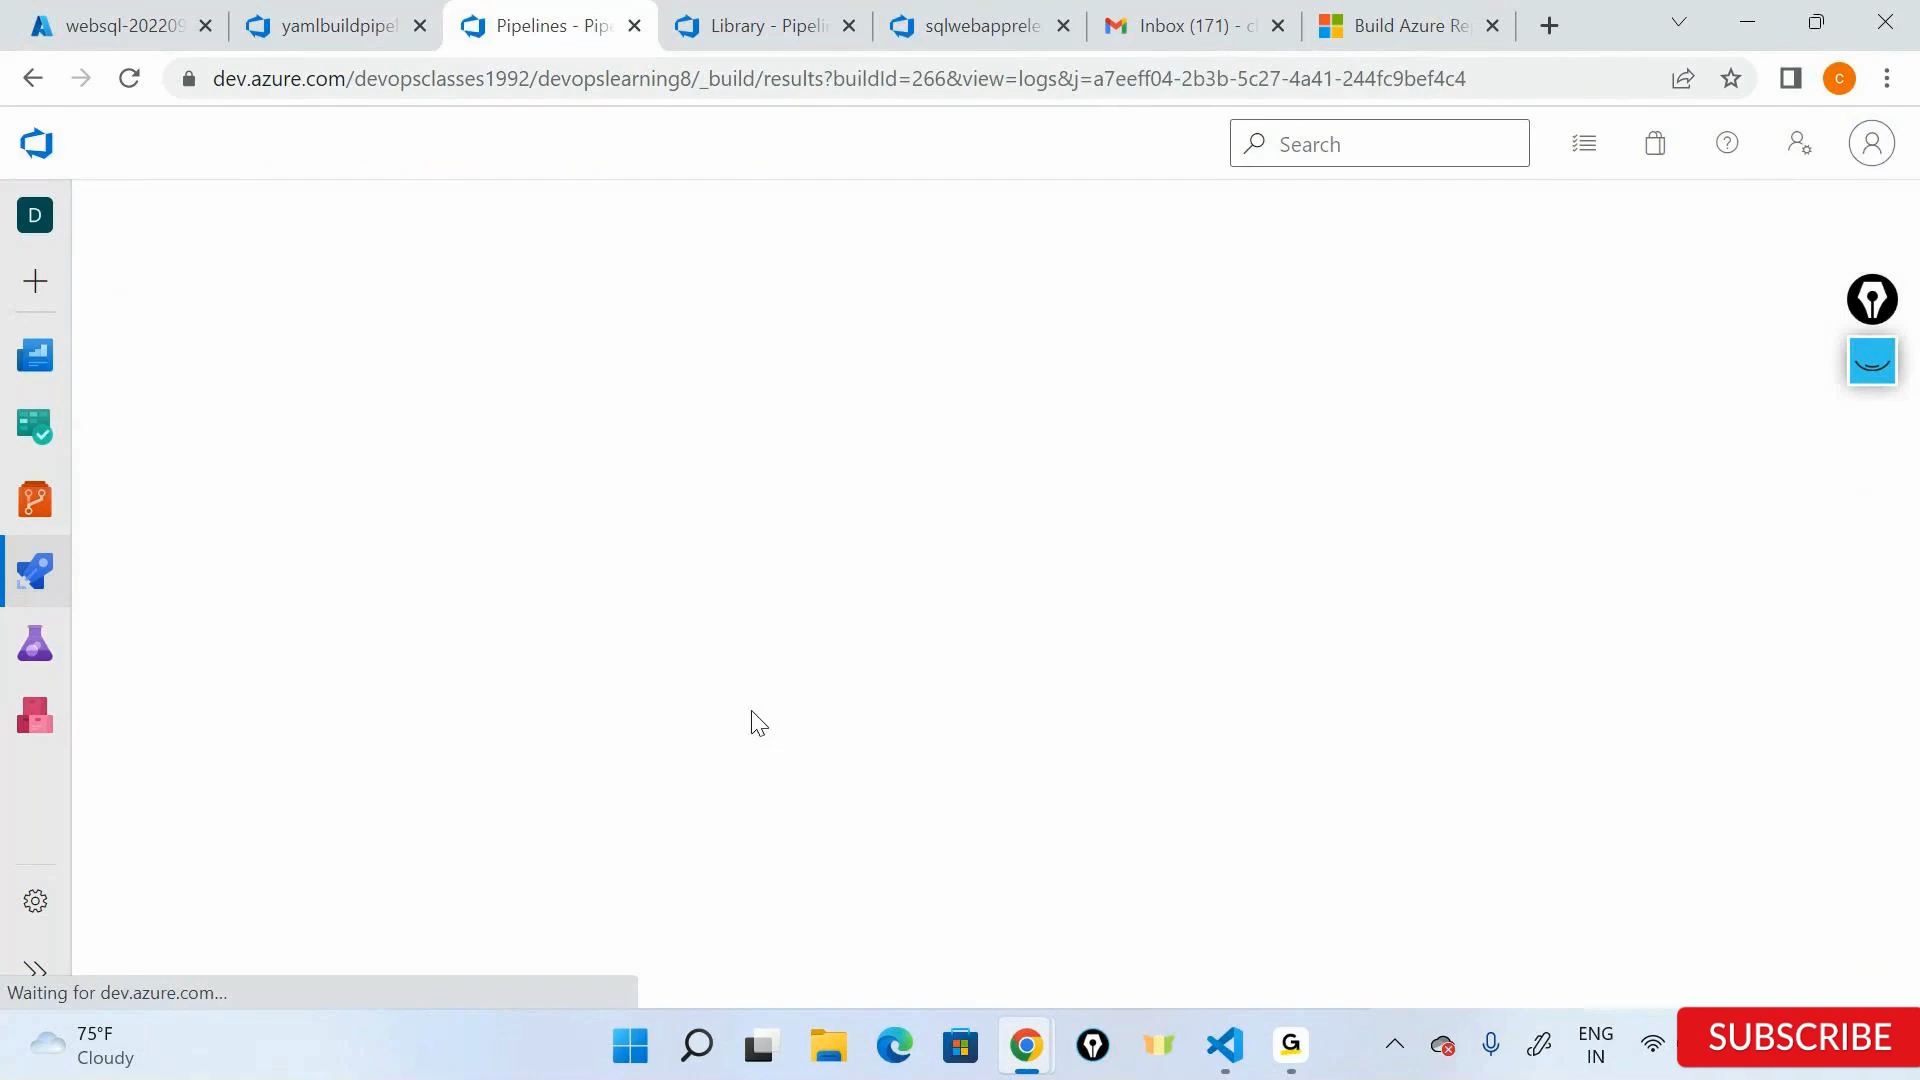 websql-202209
yamlbuildpipel
Pipelines - Pip
Library - Pipeli
sqlwebapprele
Inbox (171) - c
Build Azure Re
dev.azure.com/devopsclasses1992/devopslearning8/_build/results?buildId=266&view=logs&j=a7eeff04-2b3b-5c27-4a41-244fc9bef4c4
c
Search
D
Waiting for dev.azure.com...
75°F
Cloudy
G
ENG
IN
SUBSCRIBE